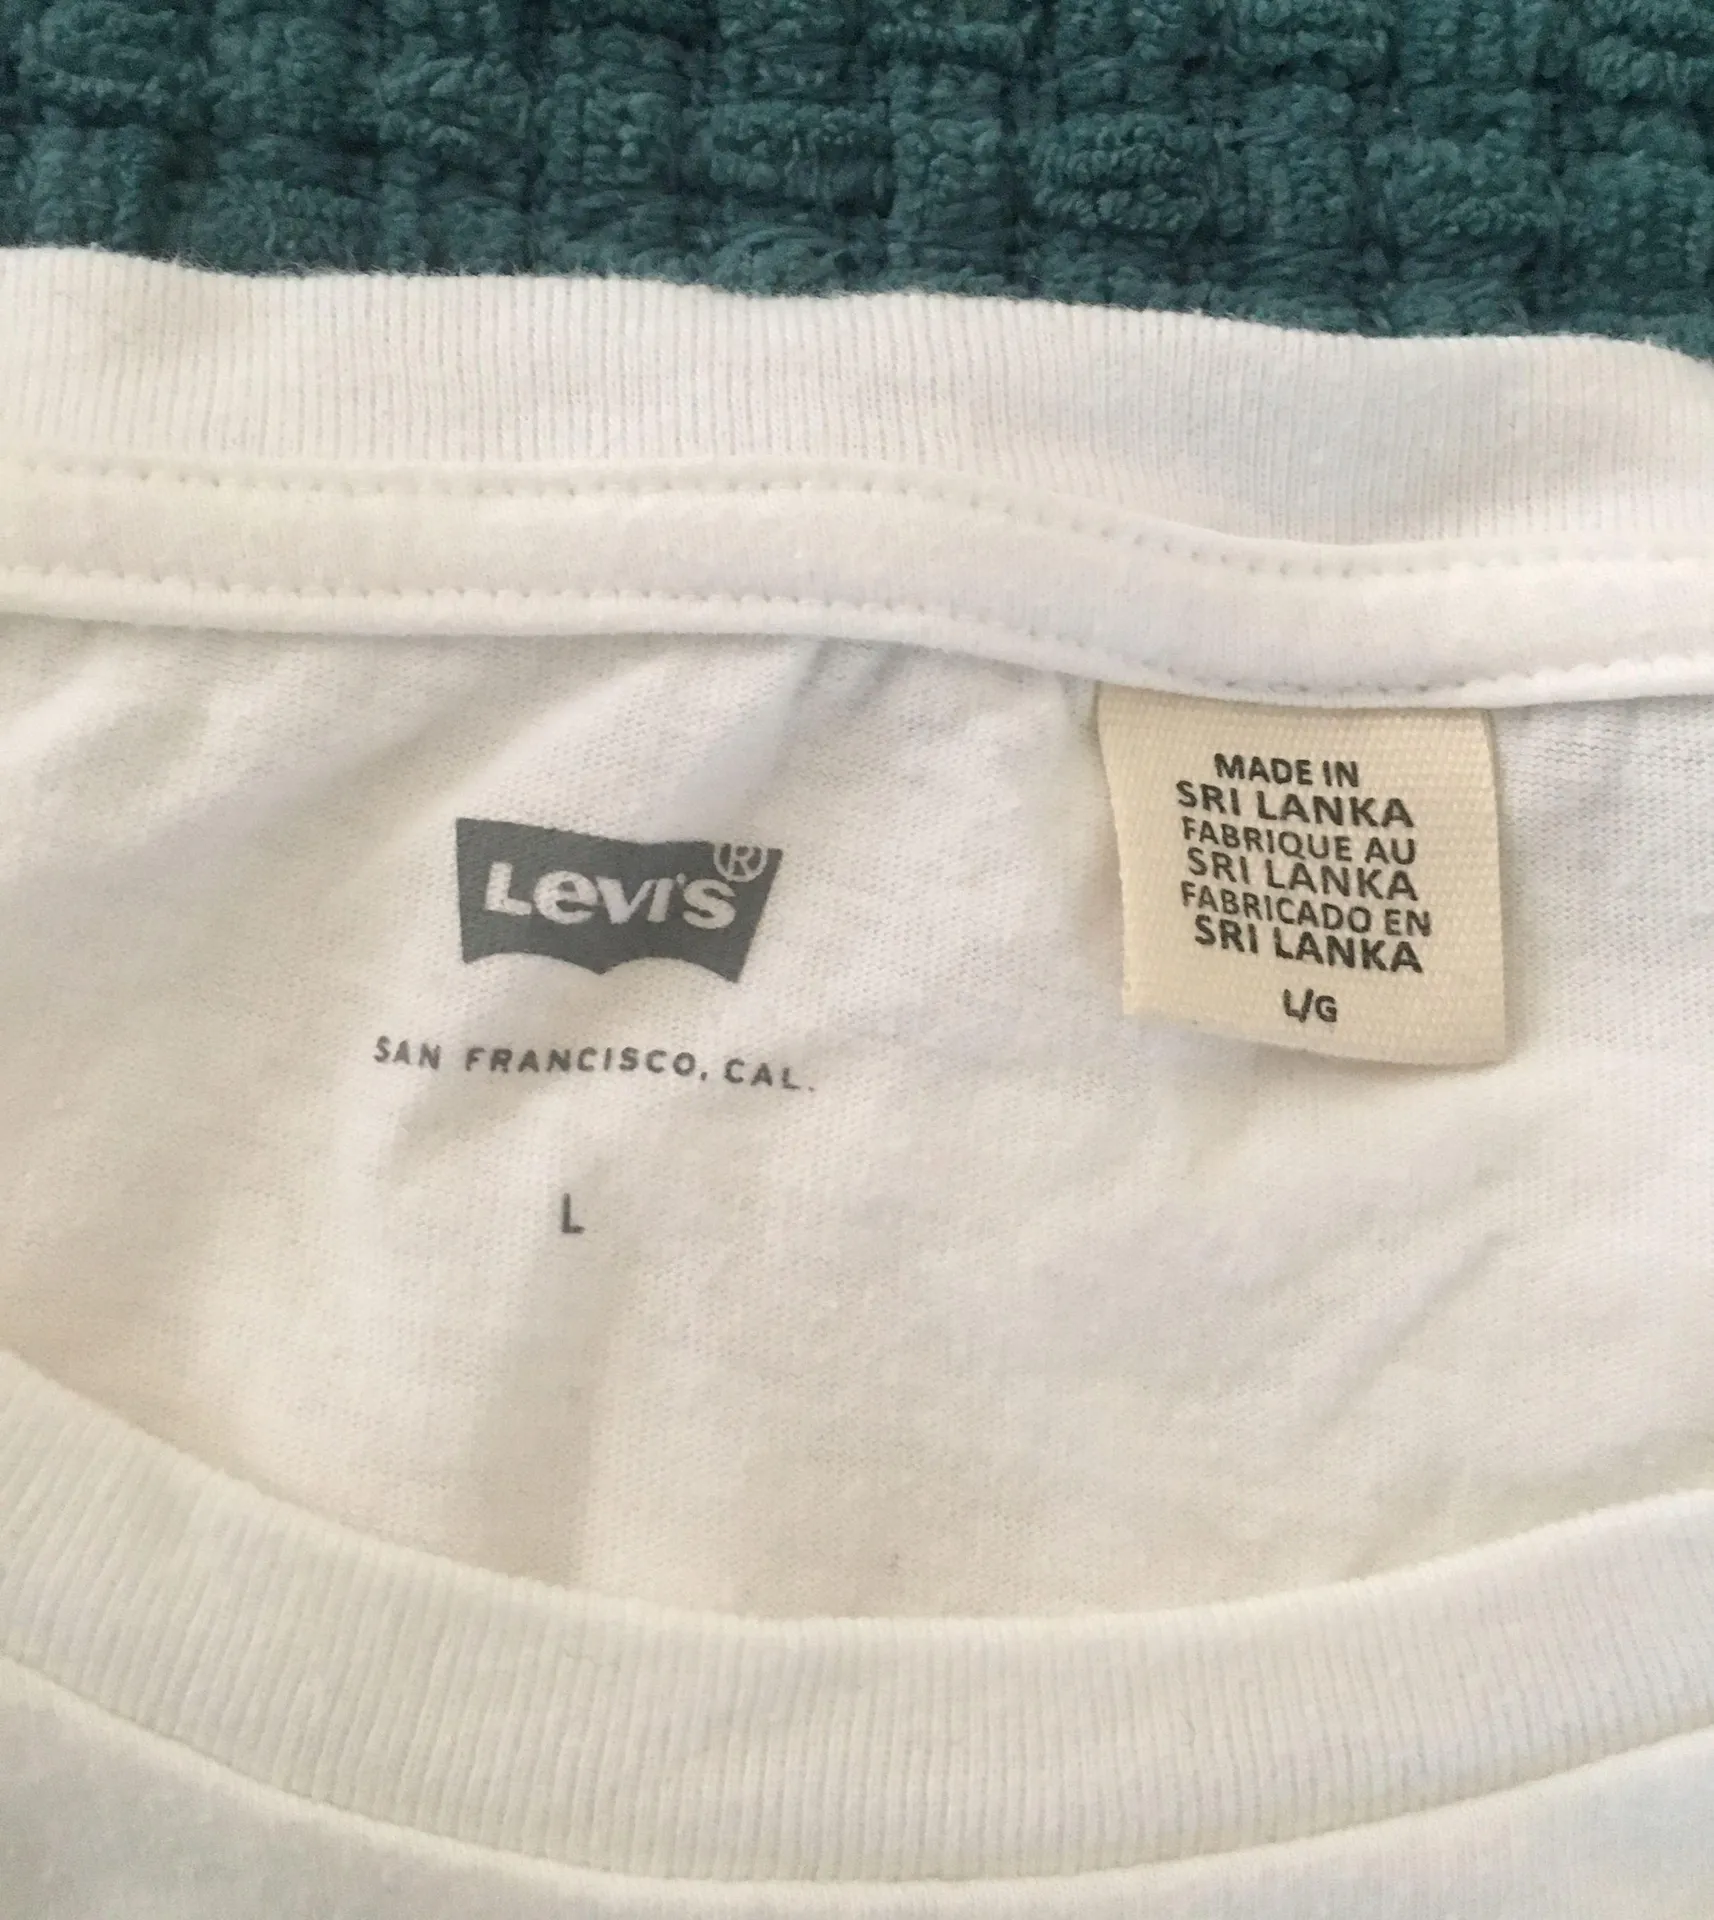 Levi's®
SAN FRANCISCO, CAL.
L
MADE IN
SRI LANKA
FABRIQUE AU
SRI LANKA
FABRICADO EN
SRI LANKA
L/G